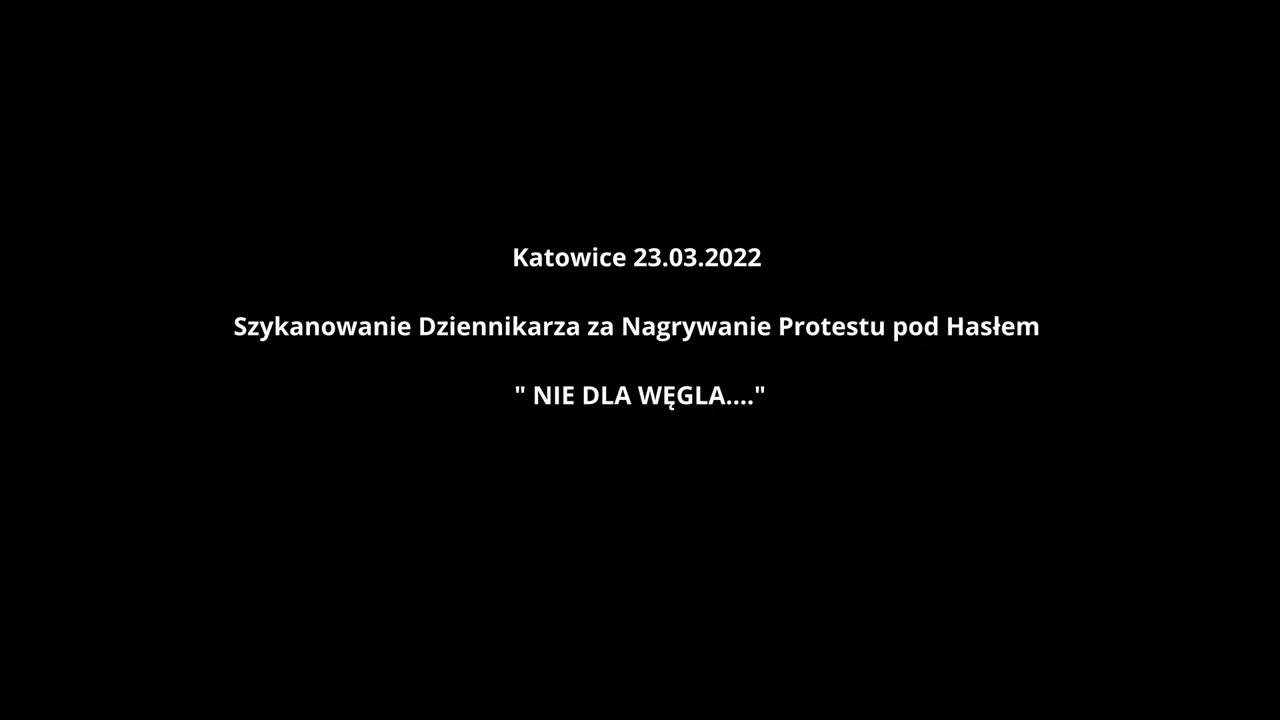 Katowice 23.03.2022
Szykanowanie Dziennikarza za Nagrywanie Protestu pod Hasłem
" NIE DLA WĘGLA...."